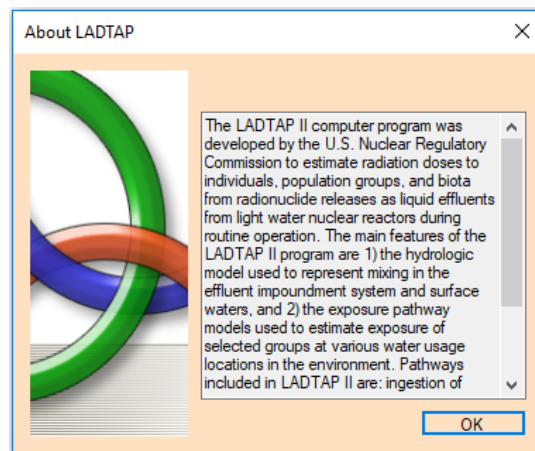 About LADTAP
The LADTAP II computer program was
developed by the U.S. Nuclear Regulatory
Commission to estimate radiation doses to
individuals, population groups, and biota
from radionuclide releases as liquid effluents
from light water nuclear reactors during
routine operation. The main features of the
LADTAP II program are 1) the hydrologic
model used to represent mixing in the
effluent impoundment system and surface
waters, and 2) the exposure pathway
models used to estimate exposure of
selected groups at various water usage
locations in the environment. Pathways
included in LADTAP II are: ingestion of
OK